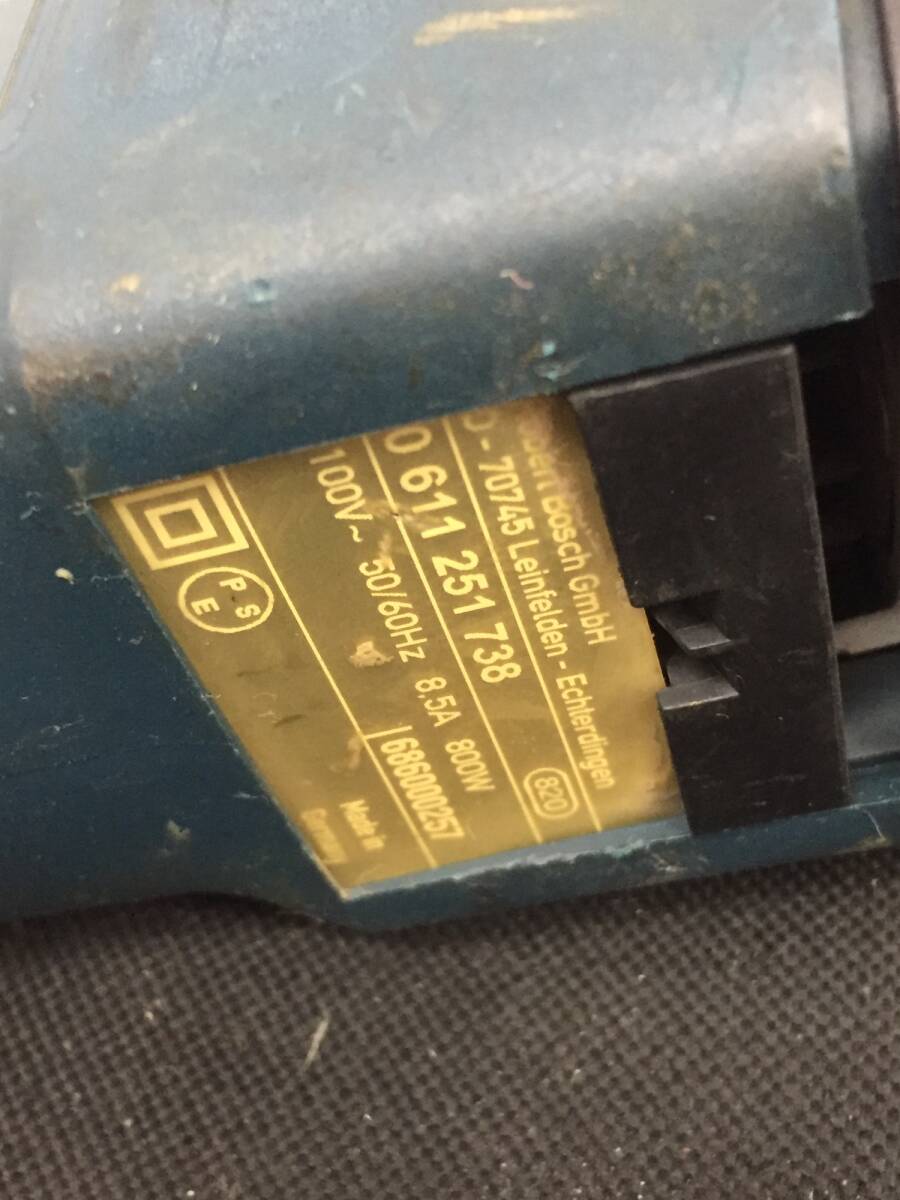 Robert Bosch GmbH
D - 70745 Leinfelden - Echterdingen
0 611 251 738 820
100V~ 50/60Hz 8,5A 800W
686000257
P S E
Made in
Germany